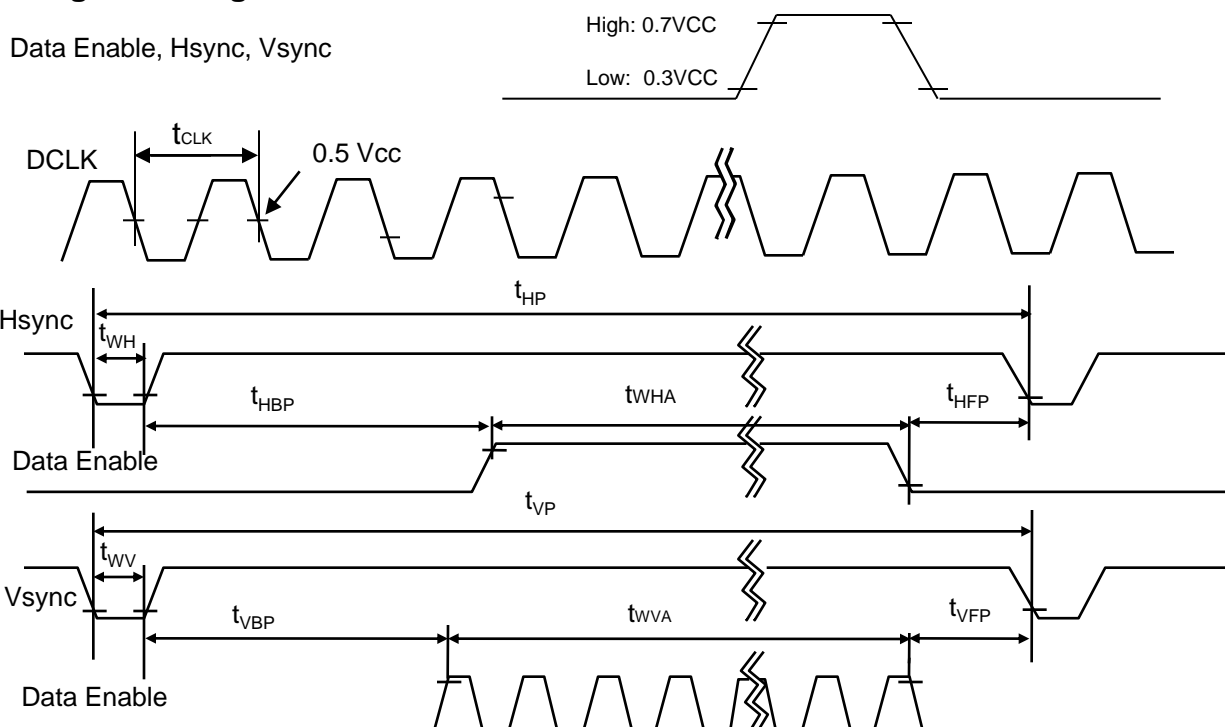 Data Enable, Hsync, Vsync
High: 0.7VCC
Low: 0.3VCC
tCLK
DCLK
0.5 Vcc
tHP
Hsync
tWH
tHBP
tWHA
tHFP
Data Enable
tVP
tWV
Vsync
tVBP
tWVA
tVFP
Data Enable